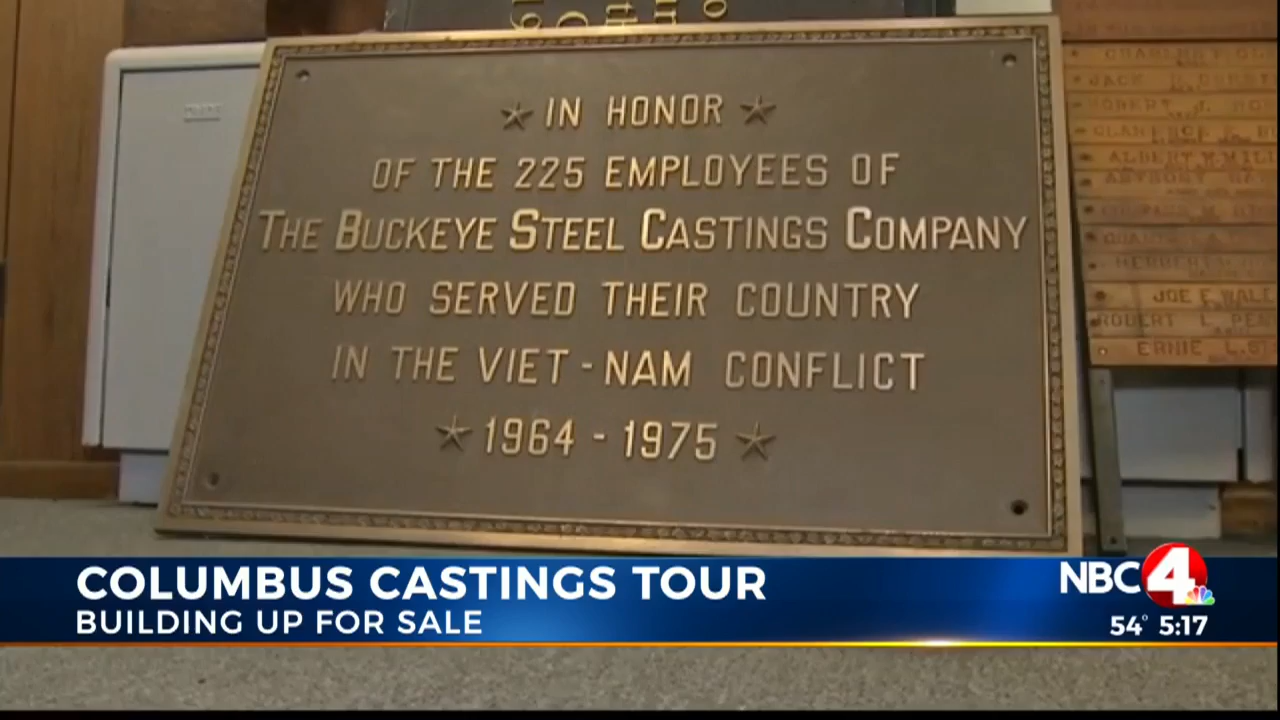 ★ IN HONOR ★
OF THE 225 EMPLOYEES OF
THE BUCKEYE STEEL CASTINGS COMPANY
WHO SERVED THEIR COUNTRY
IN THE VIET-NAM CONFLICT
★ 1964 - 1975 ★
JACK
ROBERT J.
CLARENCE
ALBERT W.
ANTHONY
JOE F.
ROBERT L.
ERNIE L.
COLUMBUS CASTINGS TOUR
BUILDING UP FOR SALE
NBC 4
54° 5:17